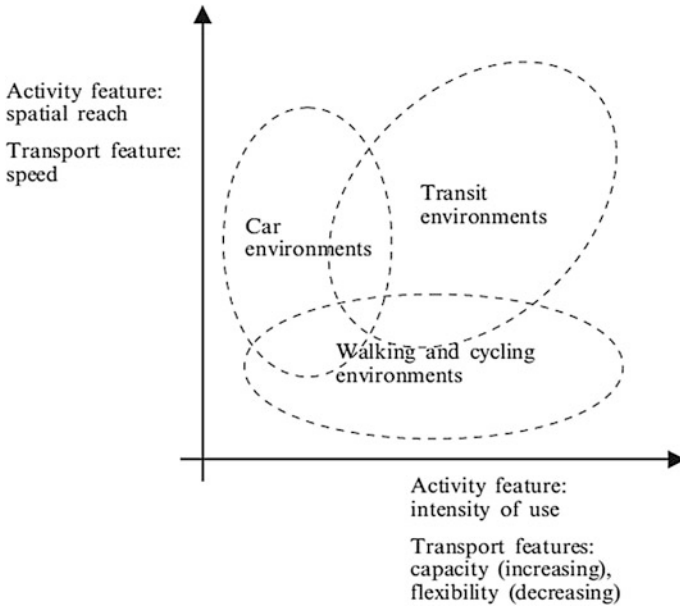 Activity feature:
spatial reach
Transport feature:
speed
Car
environments
Transit
environments
Walking and cycling
environments
Activity feature:
intensity of use
Transport features:
capacity (increasing),
flexibility (decreasing)